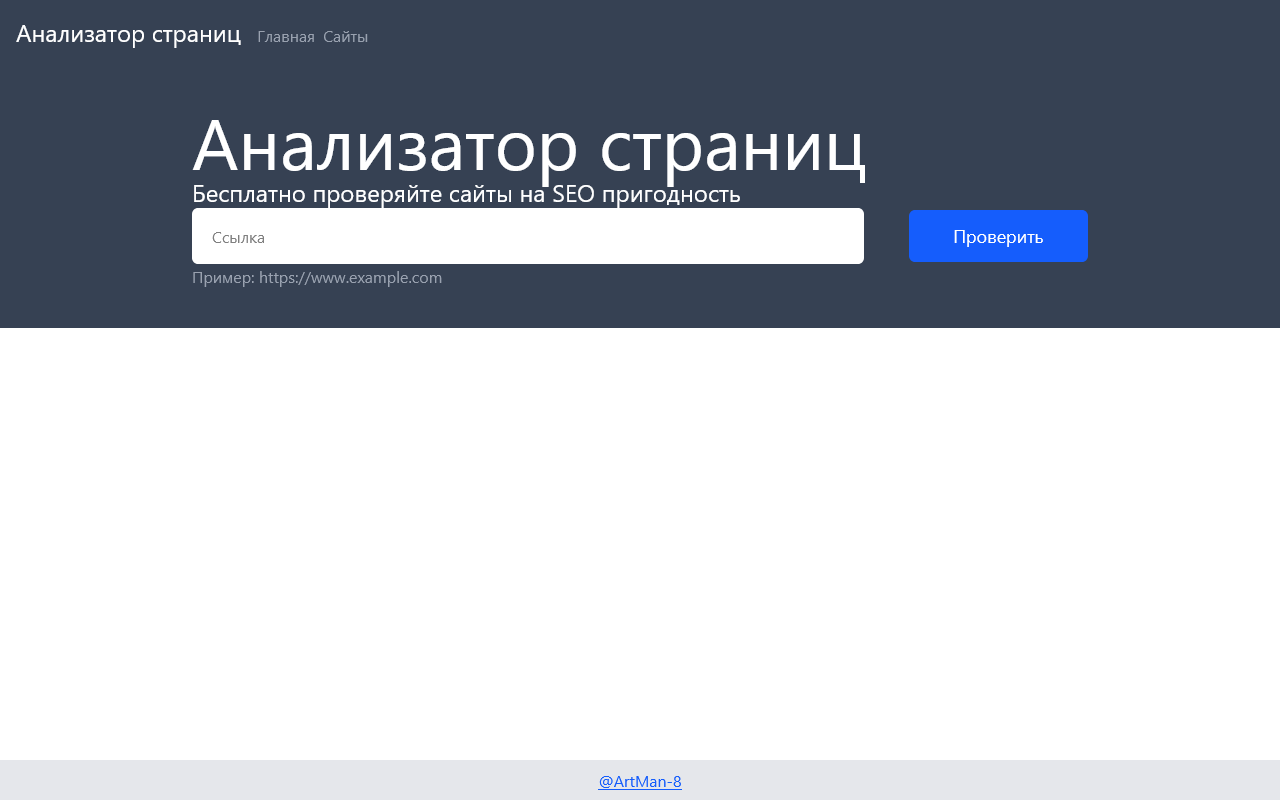 Анализатор страниц Главная Сайты
Анализатор страниц
Бесплатно проверяйте сайты на SEO пригодность
Ссылка Проверить
Пример: https://www.example.com
@ArtMan-8